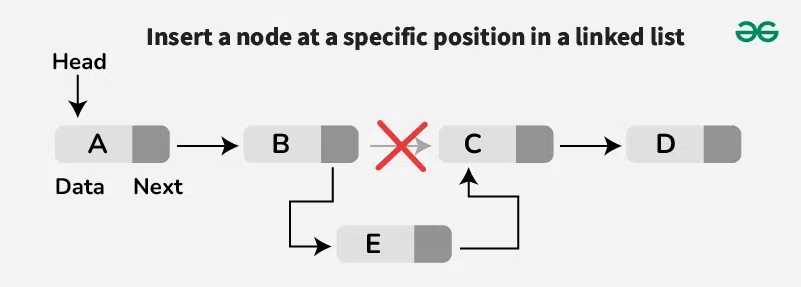 Insert a node at a specific position in a linked list
Head
A
B
C
D
Data Next
E